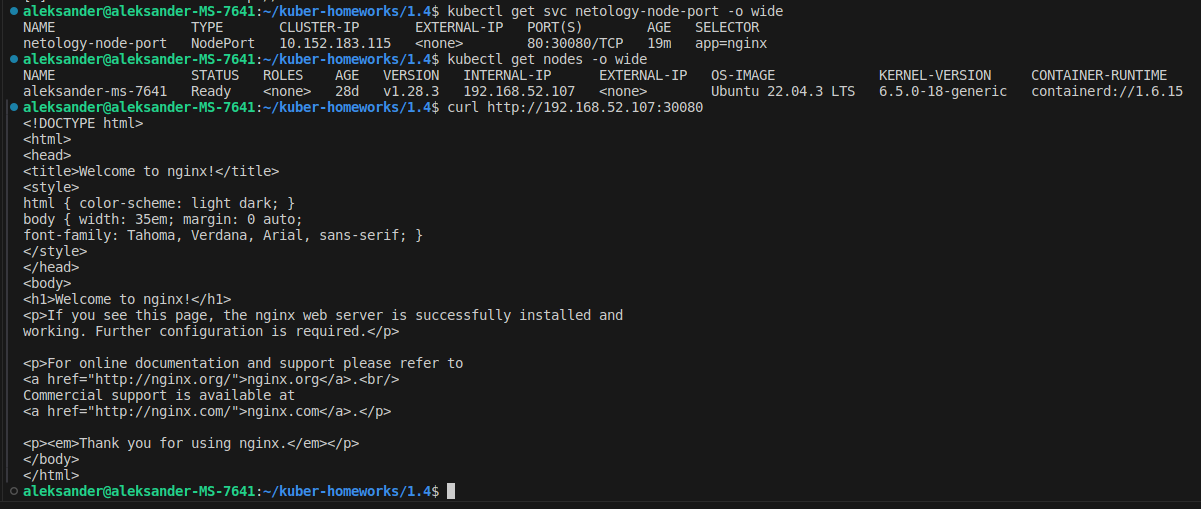 aleksander@aleksander-MS-7641:~/kuber-homeworks/1.4$ kubectl get svc netology-node-port -o wide
NAME                 TYPE       CLUSTER-IP       EXTERNAL-IP   PORT(S)        AGE   SELECTOR
netology-node-port   NodePort   10.152.183.115   <none>        80:30080/TCP   19m   app=nginx
aleksander@aleksander-MS-7641:~/kuber-homeworks/1.4$ kubectl get nodes -o wide
NAME                 STATUS   ROLES    AGE   VERSION   INTERNAL-IP      EXTERNAL-IP   OS-IMAGE             KERNEL-VERSION     CONTAINER-RUNTIME
aleksander-ms-7641   Ready    <none>   28d   v1.28.3   192.168.52.107   <none>        Ubuntu 22.04.3 LTS   6.5.0-18-generic   containerd://1.6.15
aleksander@aleksander-MS-7641:~/kuber-homeworks/1.4$ curl http://192.168.52.107:30080
<!DOCTYPE html>
<html>
<head>
<title>Welcome to nginx!</title>
<style>
html { color-scheme: light dark; }
body { width: 35em; margin: 0 auto;
font-family: Tahoma, Verdana, Arial, sans-serif; }
</style>
</head>
<body>
<h1>Welcome to nginx!</h1>
<p>If you see this page, the nginx web server is successfully installed and
working. Further configuration is required.</p>

<p>For online documentation and support please refer to
<a href="http://nginx.org/">nginx.org</a>.<br/>
Commercial support is available at
<a href="http://nginx.com/">nginx.com</a>.</p>

<p><em>Thank you for using nginx.</em></p>
</body>
</html>
aleksander@aleksander-MS-7641:~/kuber-homeworks/1.4$